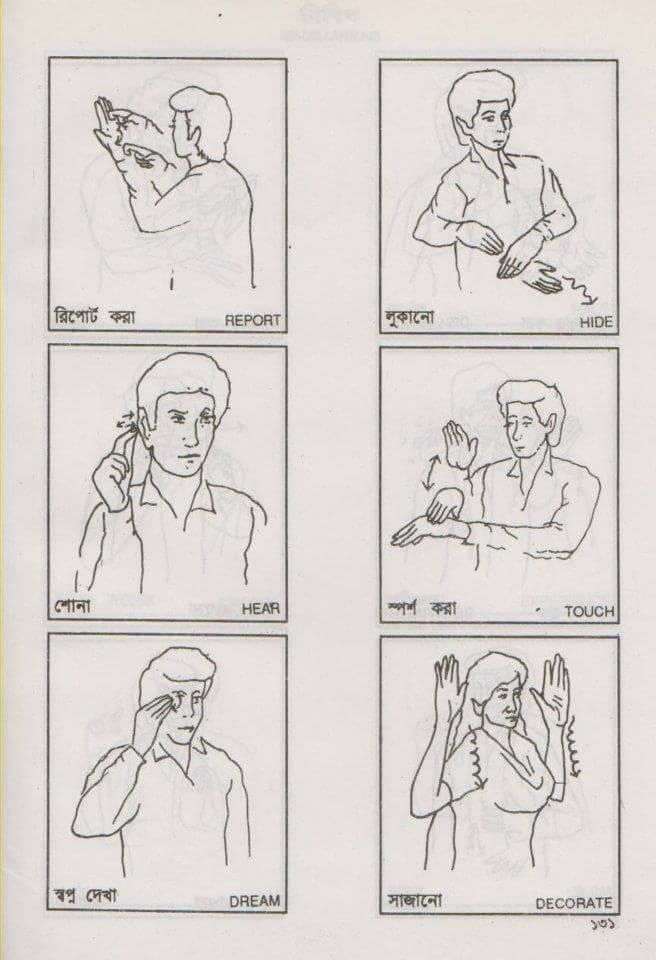 রিপোর্ট করা REPORT
লুকানো HIDE
শোনা HEAR
স্পর্শ করা TOUCH
স্বপ্ন দেখা DREAM
সাজানো DECORATE
১৩১